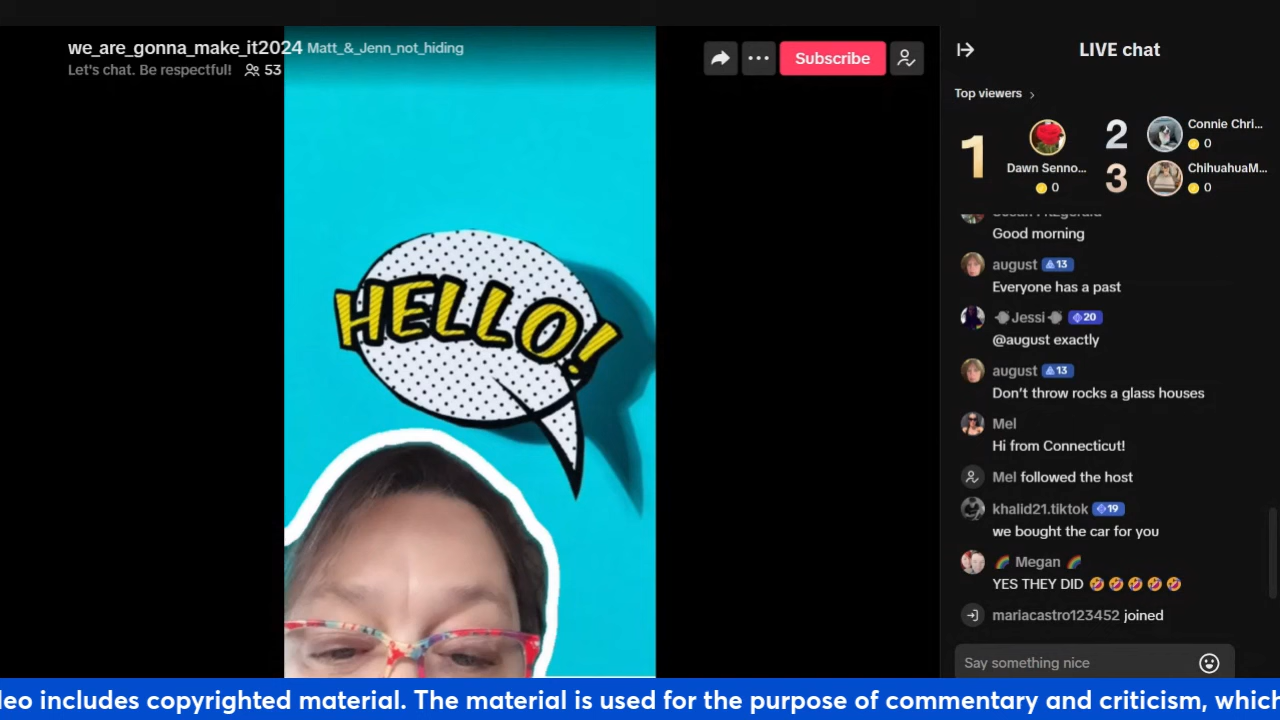 we_are_gonna_make_it2024 Matt_&_Jenn_not_hiding
Let's chat. Be respectful! 53
Subscribe
HELLO!
LIVE chat
Top viewers
1
Dawn Senno...
0
2
Connie Chri...
0
3
ChihuahuaM...
0
Good morning
august 13
Everyone has a past
Jessi 20
@august exactly
august 13
Don’t throw rocks a glass houses
Mel
Hi from Connecticut!
Mel followed the host
khalid21.tiktok 19
we bought the car for you
🌈 Megan 🌈
YES THEY DID 🤣🤣🤣🤣🤣
mariacastro123452 joined
Say something nice
includes copyrighted material. The material is used for the purpose of commentary and criticism, which